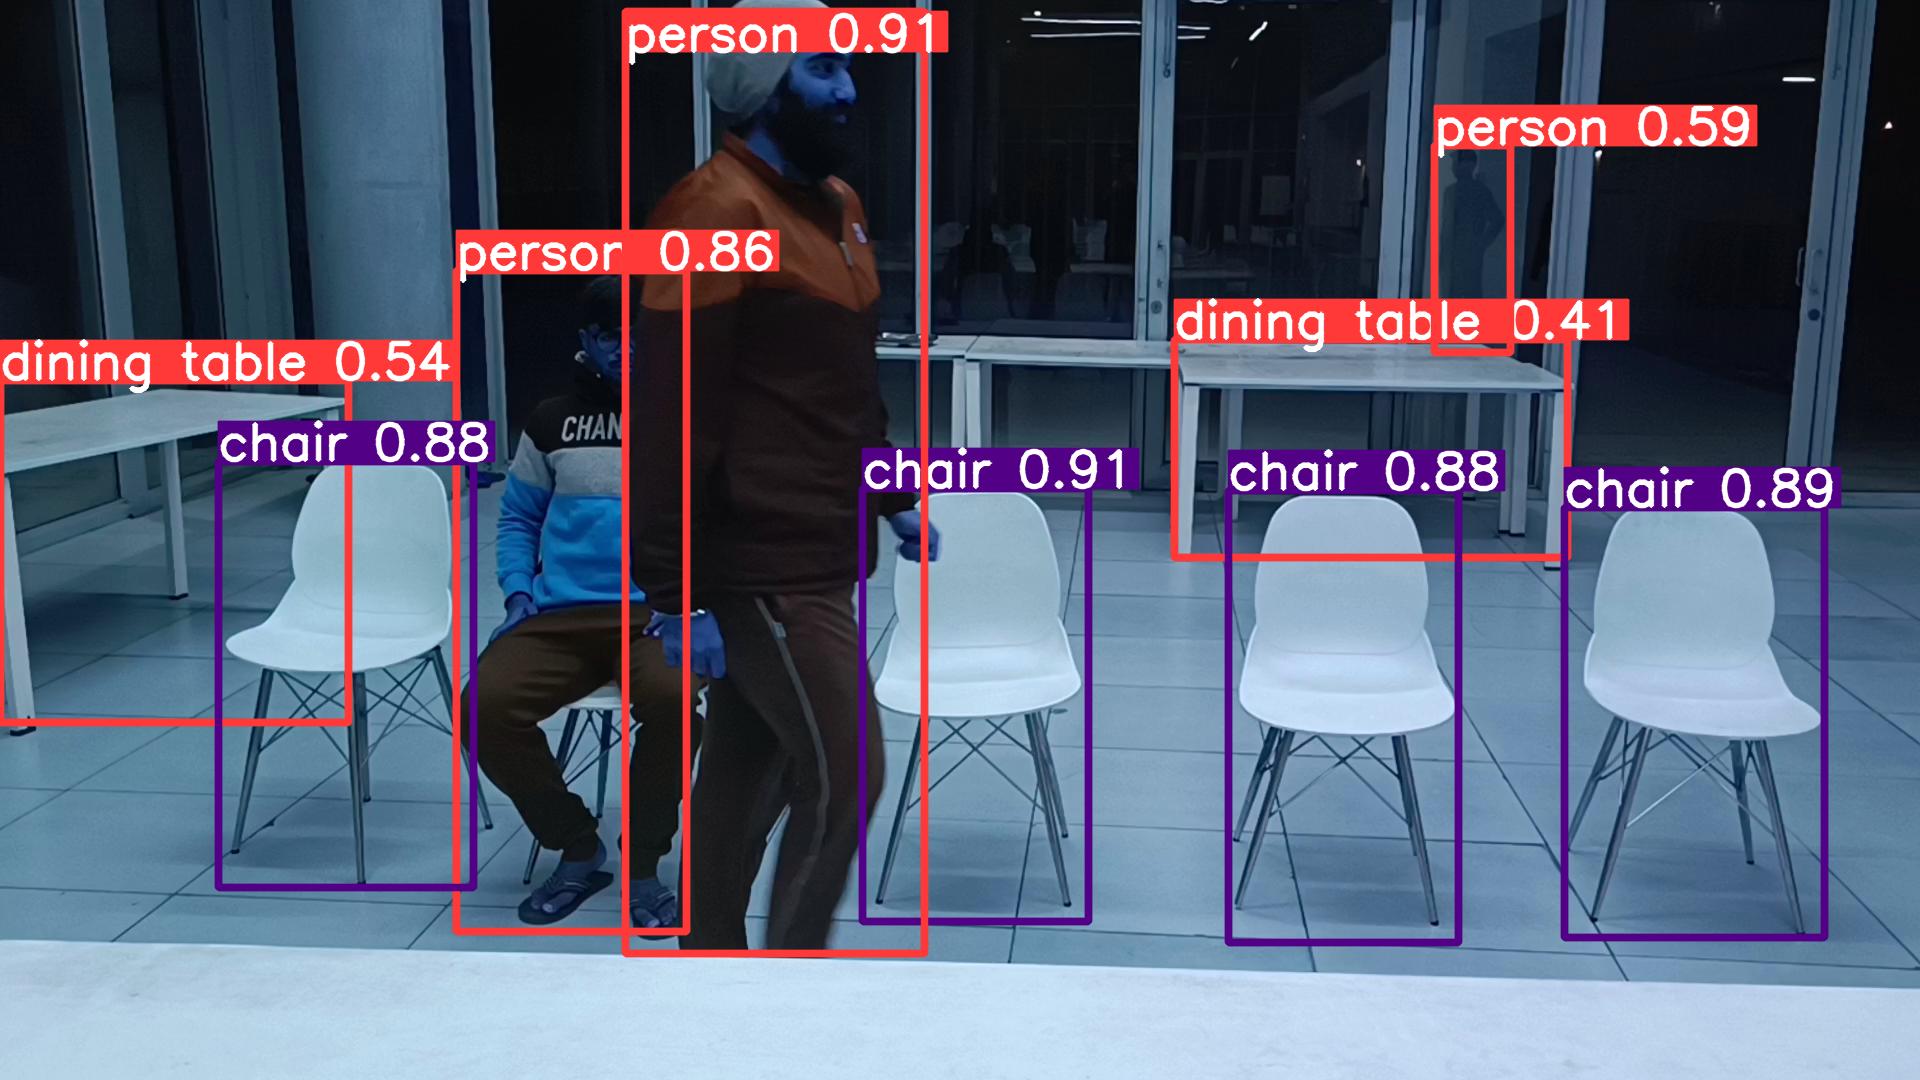 person 0.91
person 0.59
person 0.86
dining table 0.41
dining table 0.54
chair 0.88
chair 0.91
chair 0.88
chair 0.89
CHAN